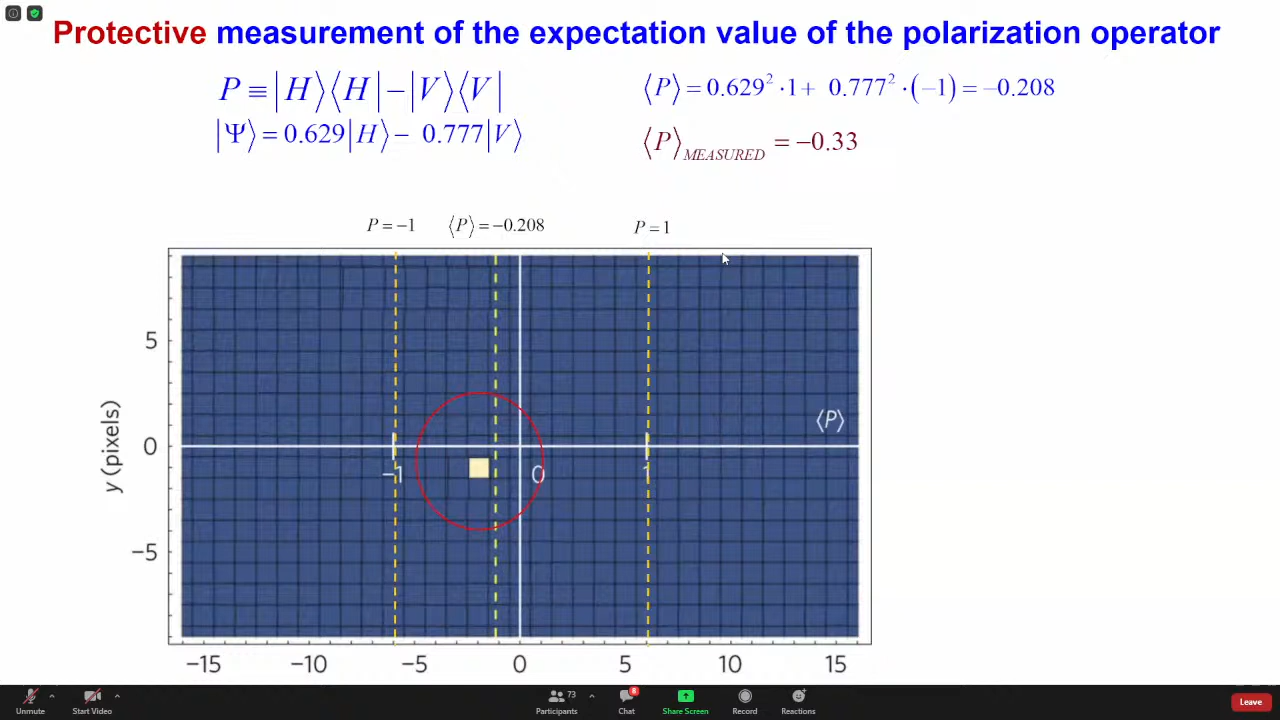 Protective measurement of the expectation value of the polarization operator
P ≡ |H⟩⟨H| − |V⟩⟨V|
|Ψ⟩ = 0.629|H⟩ − 0.777|V⟩
⟨P⟩ = 0.629² ·1 + 0.777² ·(−1) = −0.208
⟨P⟩MEASURED = −0.33
P = −1 ⟨P⟩ = −0.208 P = 1
5
⟨P⟩
0
−1 0 1
−5
y (pixels)
−15 −10 −5 0 5 10 15
Unmute Start Video Participants 73 Chat 8 Share Screen Record Reactions Leave